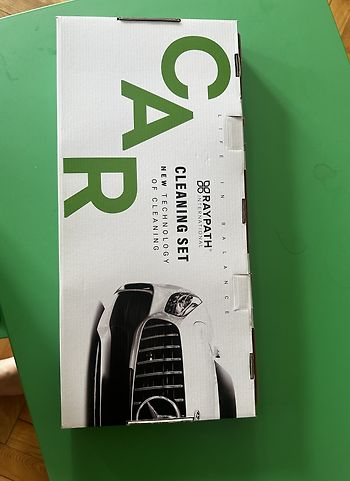 CAR
LIFE IN BALANCE
RAYPATH®
INTERNATIONAL
CLEANING SET
NEW TECHNOLOGY
OF CLEANING